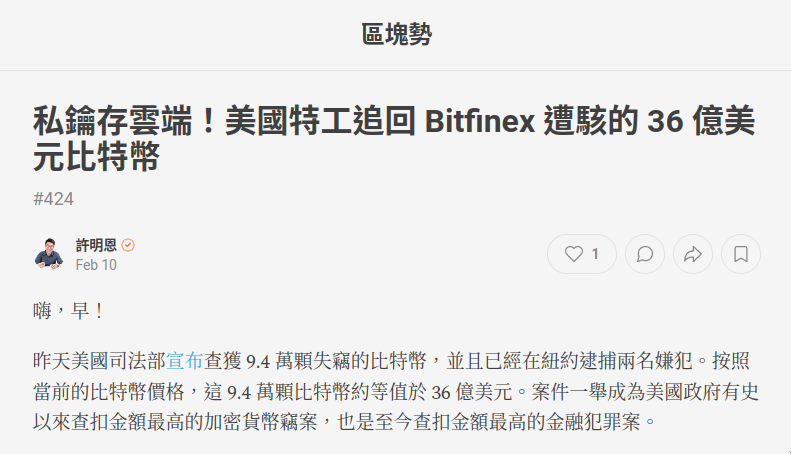 區塊勢
私鑰存雲端！美國特工追回 Bitfinex 遭駭的 36 億美
元比特幣
#424
許明恩
1
Feb 10
嗨，早！
昨天美國司法部宣布查獲 9.4 萬顆失竊的比特幣，並且已經在紐約逮捕兩名嫌犯。按照
當前的比特幣價格，這 9.4 萬顆比特幣約等值於 36 億美元。案件一舉成為美國政府有史
以來查扣金額最高的加密貨幣竊案，也是至今查扣金額最高的金融犯罪案。